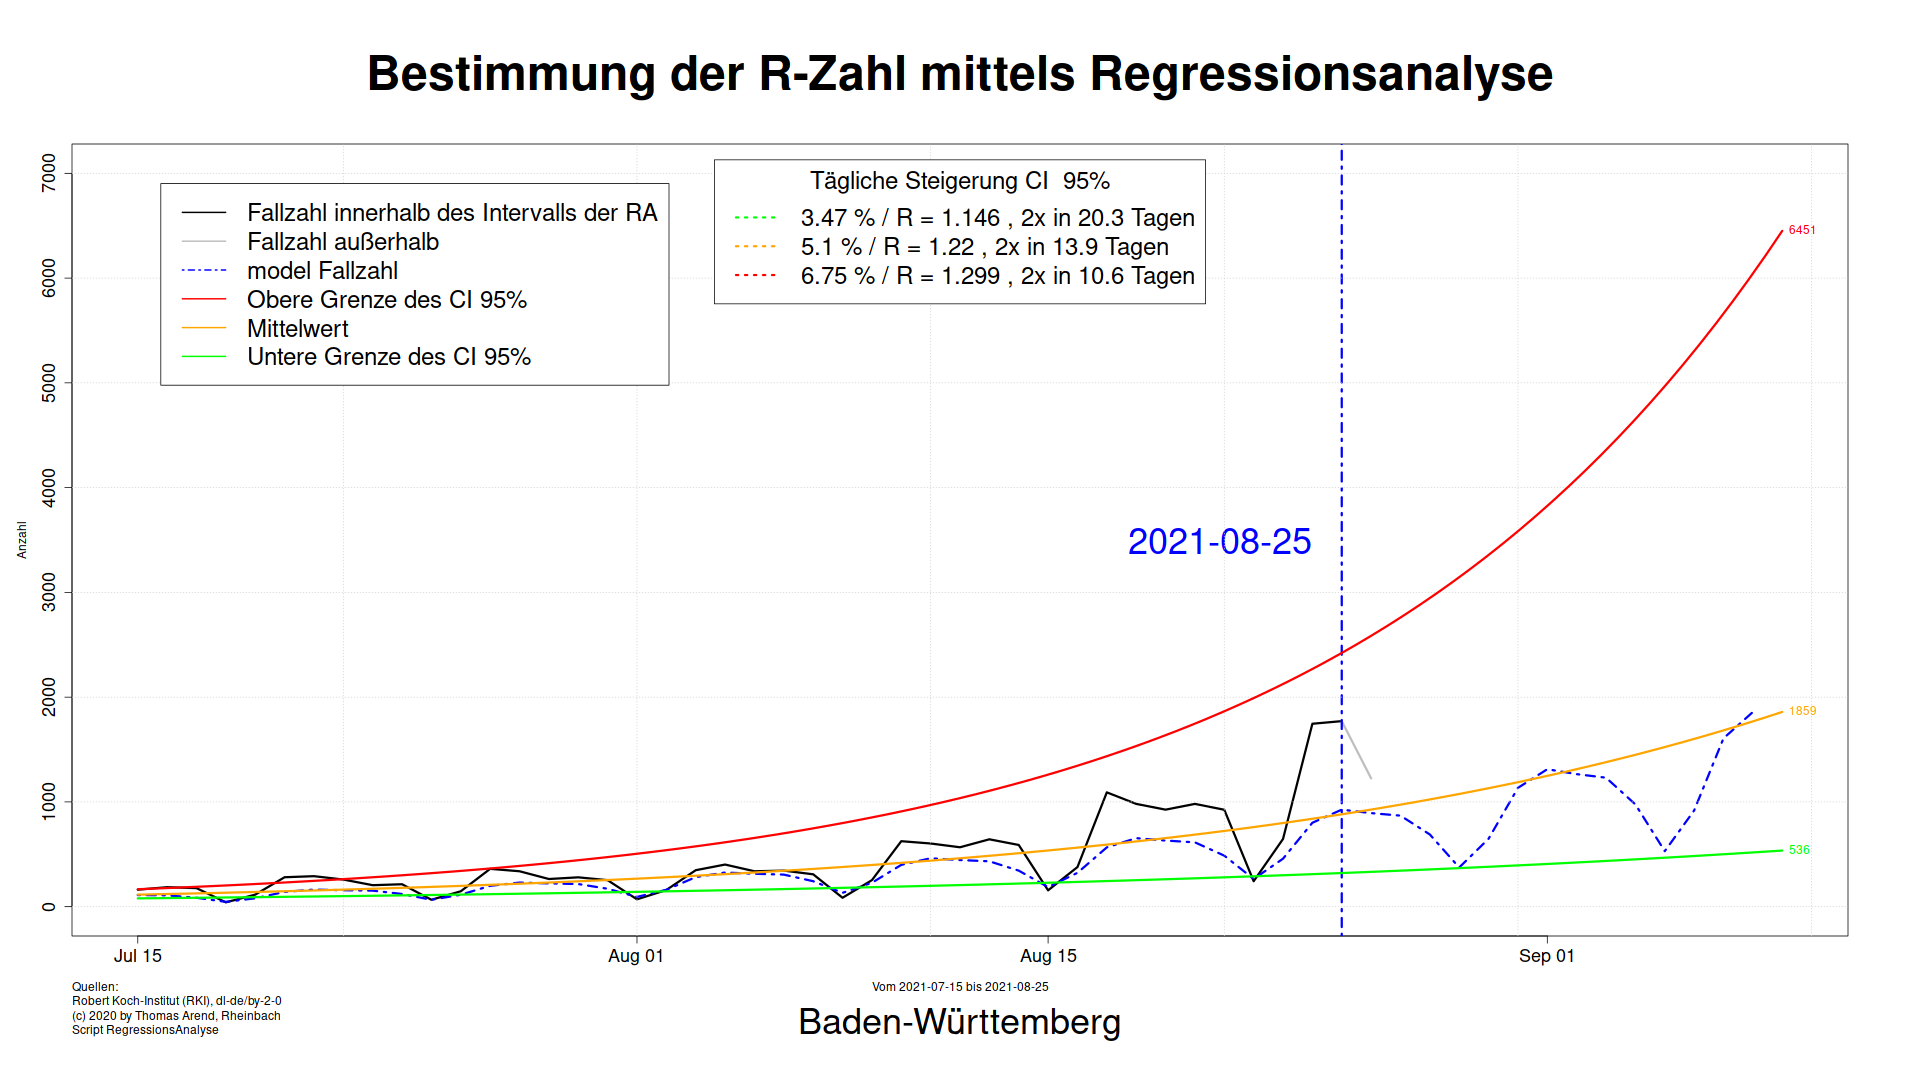 Bestimmung der R-Zahl mittels Regressionsanalyse
Fallzahl innerhalb des Intervalls der RA
Fallzahl außerhalb
model Fallzahl
Obere Grenze des CI 95%
Mittelwert
Untere Grenze des CI 95%
Tägliche Steigerung CI  95%
3.47 % / R = 1.146 , 2x in 20.3 Tagen
5.1 % / R = 1.22 , 2x in 13.9 Tagen
6.75 % / R = 1.299 , 2x in 10.6 Tagen
7000
6000
5000
4000
3000
2000
1000
0
Anzahl
2021-08-25
6451
1859
536
Jul 15
Aug 01
Aug 15
Sep 01
Quellen:
Robert Koch-Institut (RKI), dl-de/by-2-0
(c) 2020 by Thomas Arend, Rheinbach
Script RegressionsAnalyse
Vom 2021-07-15 bis 2021-08-25
Baden-Württemberg